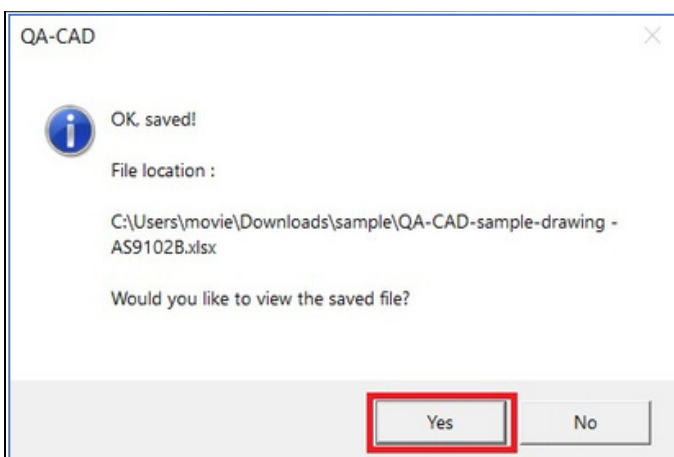 QA-CAD
OK, saved!
File location :
C:\Users\movie\Downloads\sample\QA-CAD-sample-drawing -
AS9102B.xlsx
Would you like to view the saved file?
Yes
No